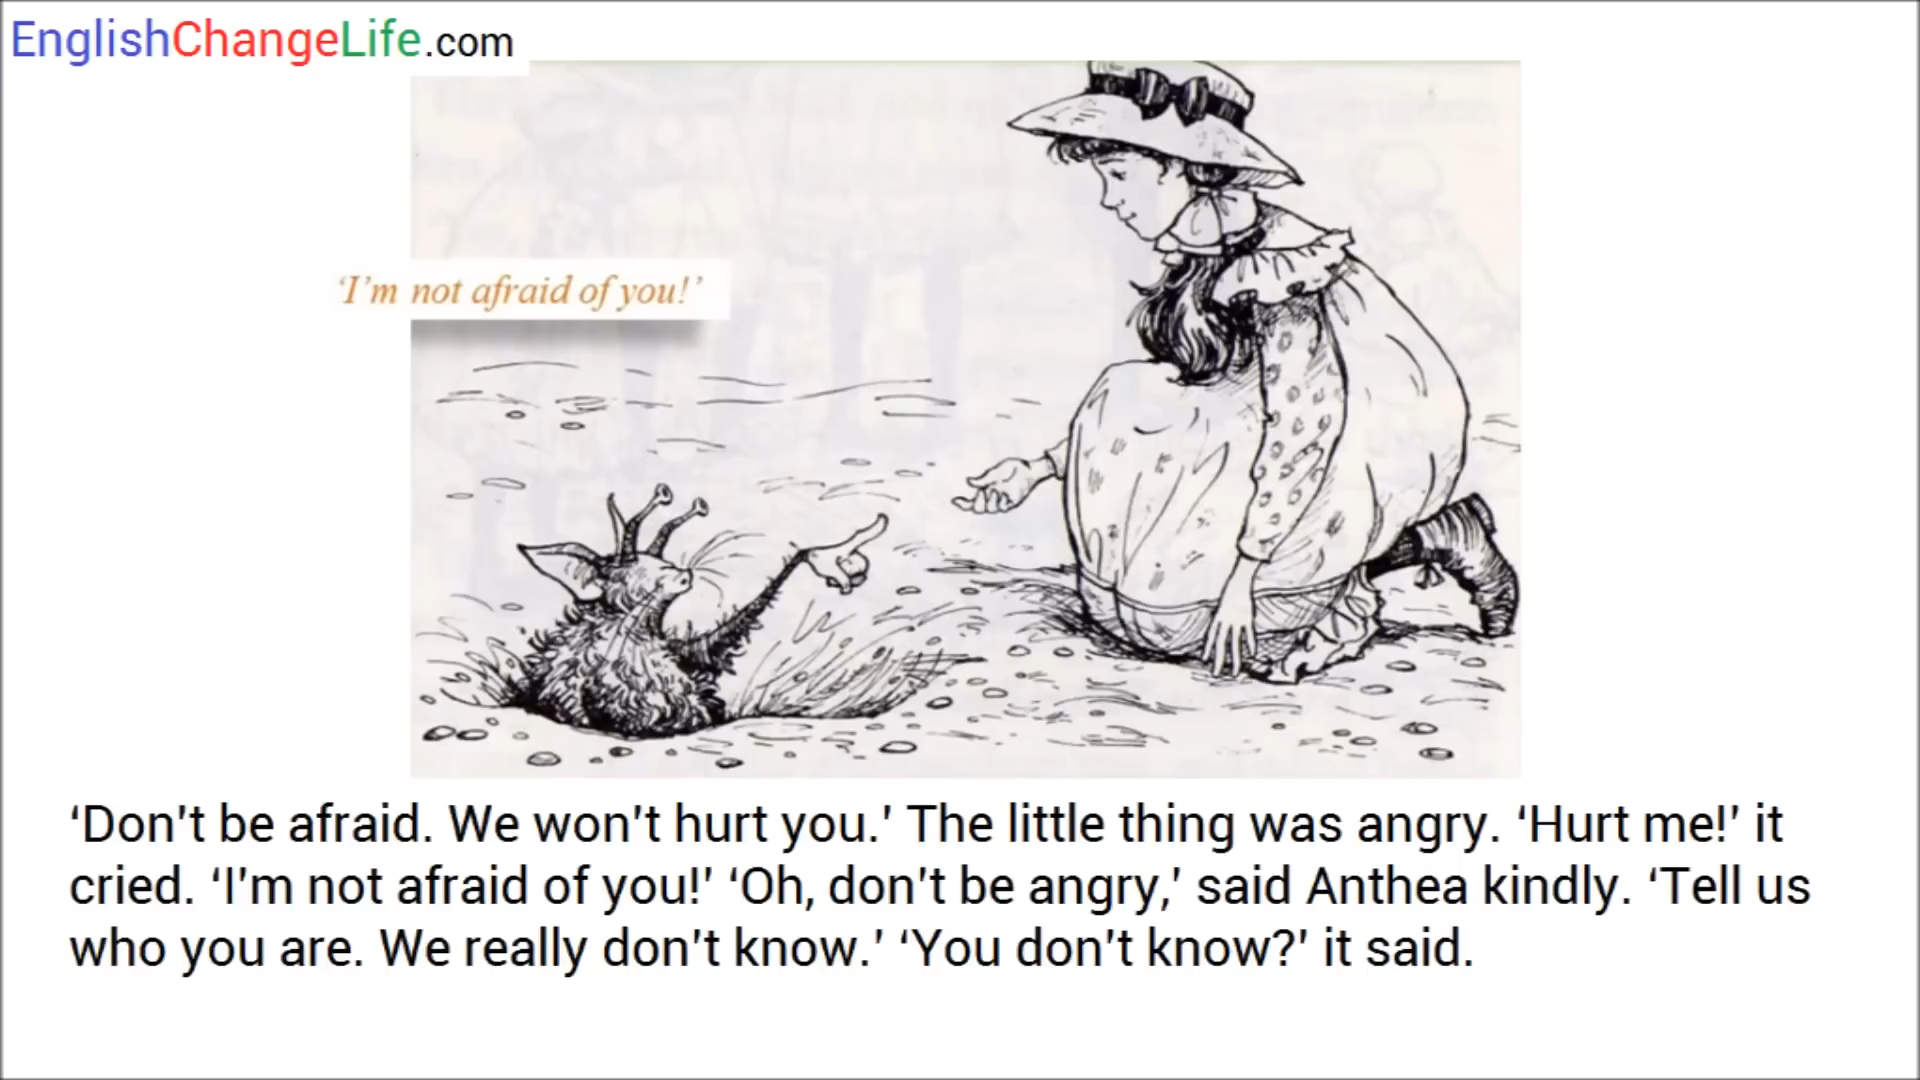 EnglishChangeLife.com
‘I’m not afraid of you!’
‘Don't be afraid. We won't hurt you.’ The little thing was angry. ‘Hurt me!’ it
cried. ‘I'm not afraid of you!’ ‘Oh, don't be angry,’ said Anthea kindly. ‘Tell us
who you are. We really don't know.’ ‘You don't know?’ it said.